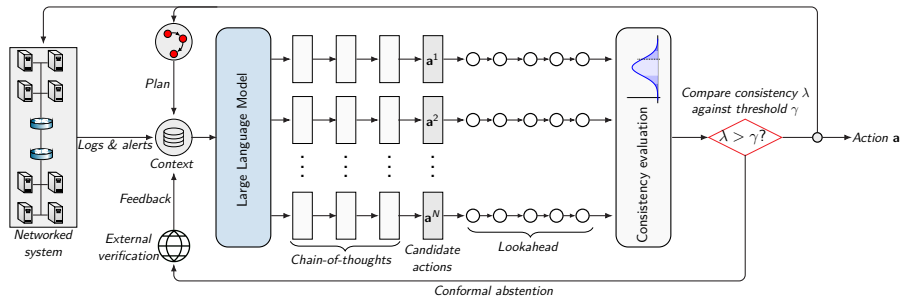 Plan
Logs & alerts
Context
Feedback
External
verification
Networked
system
Large Language Model
a¹
a²
a^N
Chain-of-thoughts
Candidate
actions
Lookahead
Consistency evaluation
Compare consistency λ
against threshold γ
λ > γ?
Action a
Conformal abstention